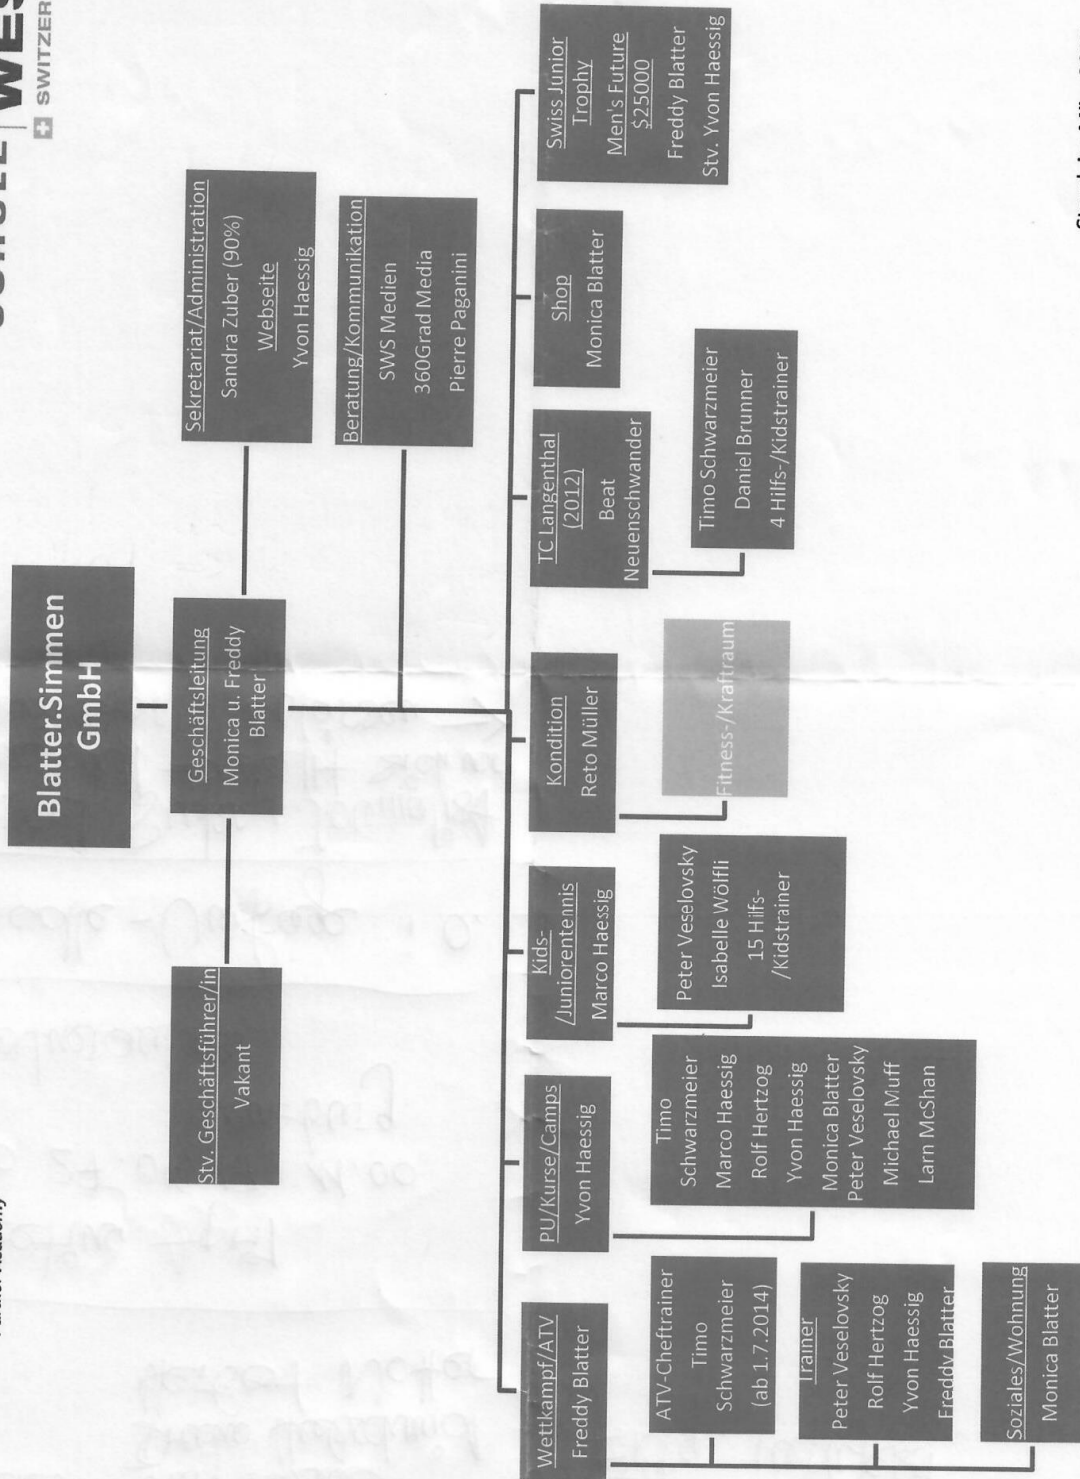 SWITZER
Blatter.Simmen
GmbH
Geschäftsleitung
Monica u. Freddy
Blatter
Stv. Geschäftsführer/in
Vakant
Sekretariat/Administration
Sandra Zuber (90%)
Webseite
Yvon Haessig
Beratung/Kommunikation
SWS Medien
360Grad Media
Pierre Paganini
Wettkampf/ATV
Freddy Blatter
ATV-Cheftrainer
Timo
Schwarzmeier
(ab 1.7.2014)
Trainer
Peter Veselovsky
Rolf Hertzog
Yvon Haessig
Freddy Blatter
Soziales/Wohnung
Monica Blatter
PU/Kurse/Camps
Yvon Haessig
Timo
Schwarzmeier
Marco Haessig
Rolf Hertzog
Yvon Haessig
Monica Blatter
Peter Veselovsky
Michael Muff
Larn McShan
Kids-
/Juniorentennis
Marco Haessig
Peter Veselovsky
Isabelle Wölfli
15 Hilfs-
/Kidstrainer
Kondition
Reto Müller
Fitness-/Kraftraum
TC Langenthal
(2012)
Beat
Neuenschwander
Timo Schwarzmeier
Daniel Brunner
4 Hilfs-/Kidstrainer
Shop
Monica Blatter
Swiss Junior
Trophy
Men's Future
$25000
Freddy Blatter
Stv. Yvon Haessig